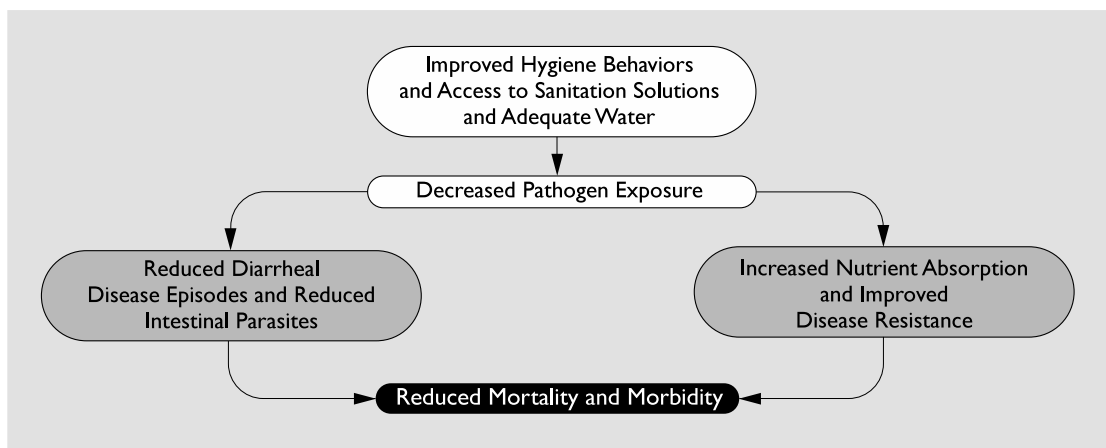 Improved Hygiene Behaviors
and Access to Sanitation Solutions
and Adequate Water
Decreased Pathogen Exposure
Reduced Diarrheal
Disease Episodes and Reduced
Intestinal Parasites
Increased Nutrient Absorption
and Improved
Disease Resistance
Reduced Mortality and Morbidity